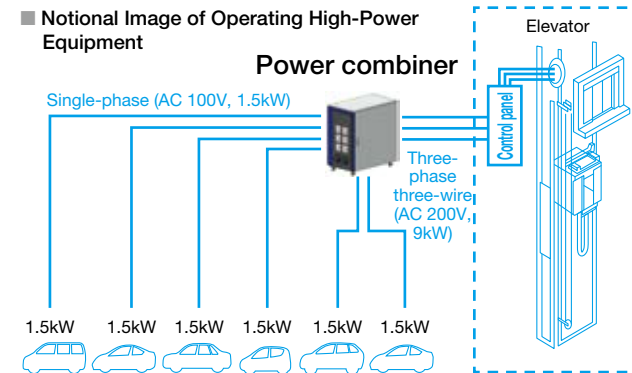 ■ Notional Image of Operating High-Power
Equipment
Elevator
Power combiner
Single-phase (AC 100V, 1.5kW)
Control panel
Three-
phase
three-wire
(AC 200V,
9kW)
1.5kW 1.5kW 1.5kW 1.5kW 1.5kW 1.5kW